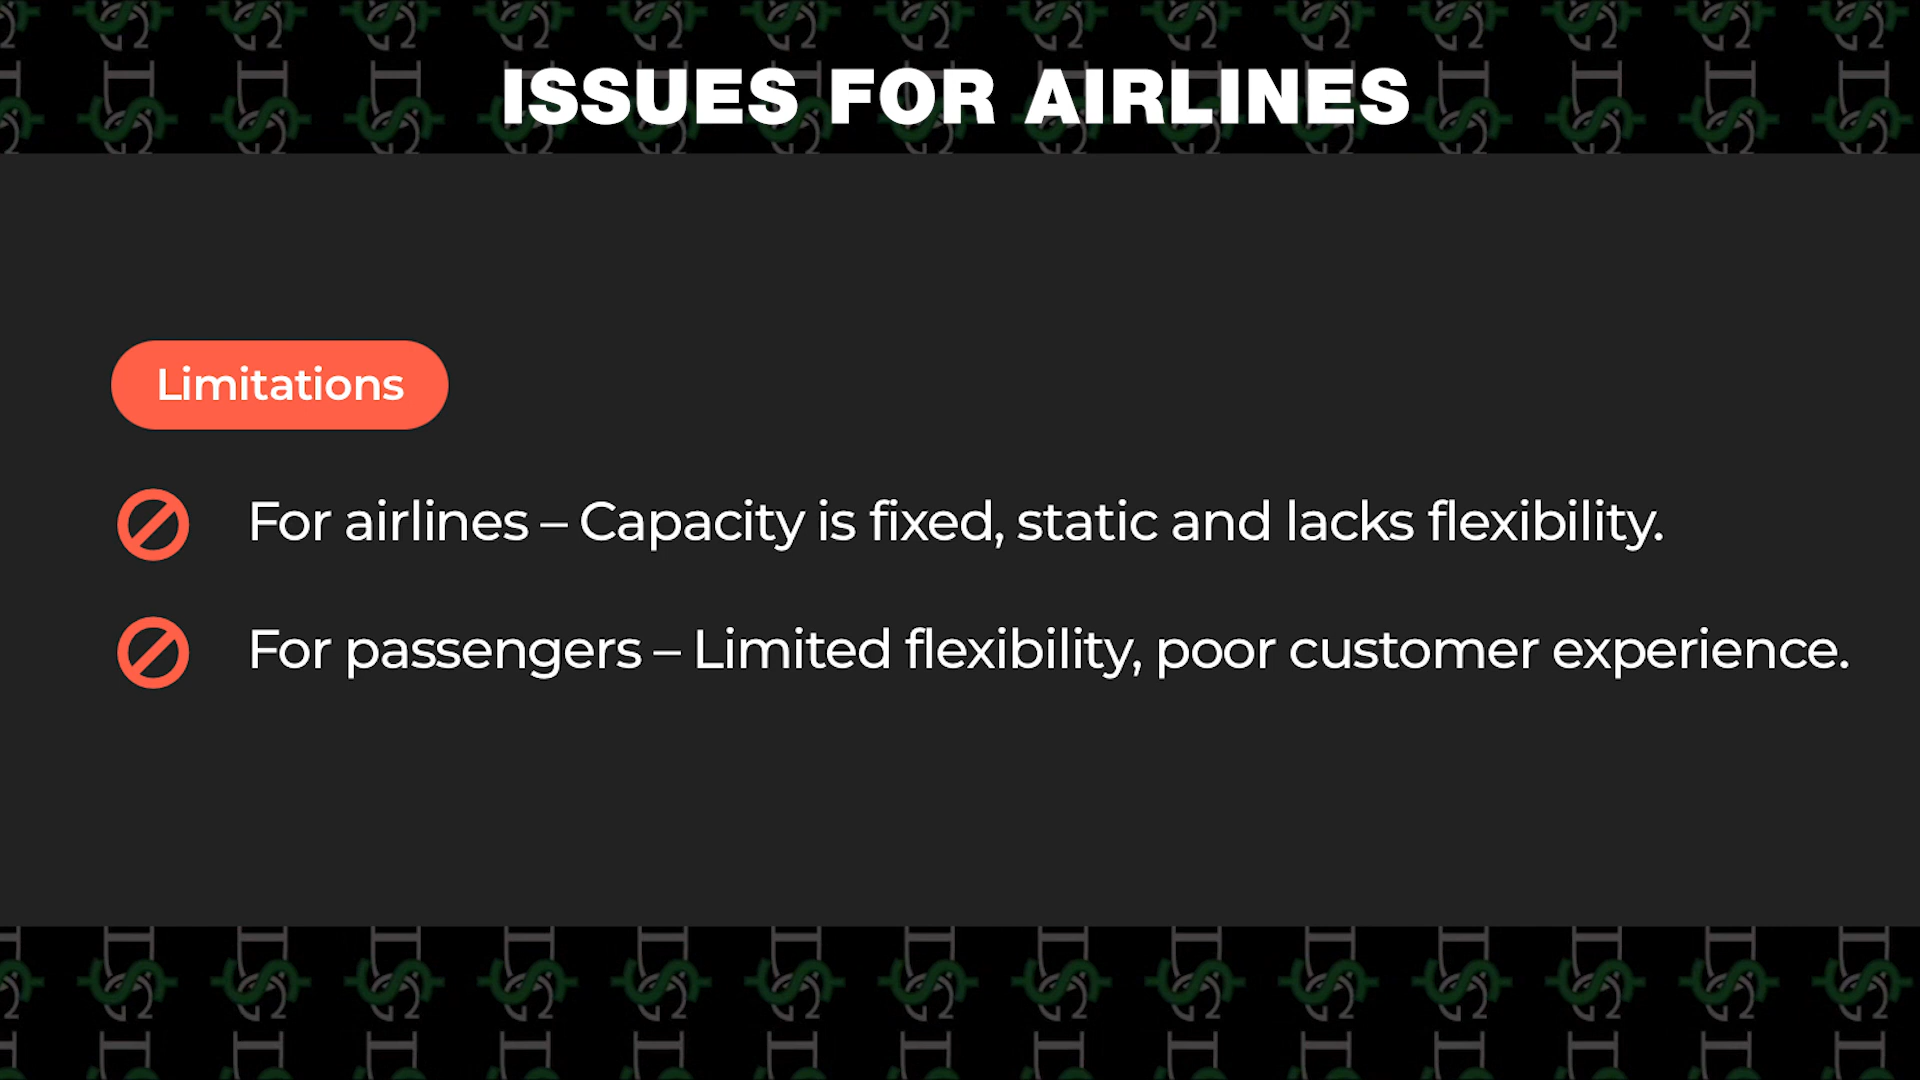 ISSUES FOR AIRLINES
Limitations
For airlines – Capacity is fixed, static and lacks flexibility.
For passengers – Limited flexibility, poor customer experience.